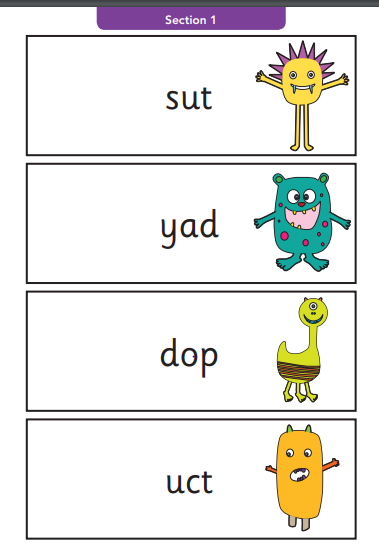 Section 1
sut
yad
dop
uct